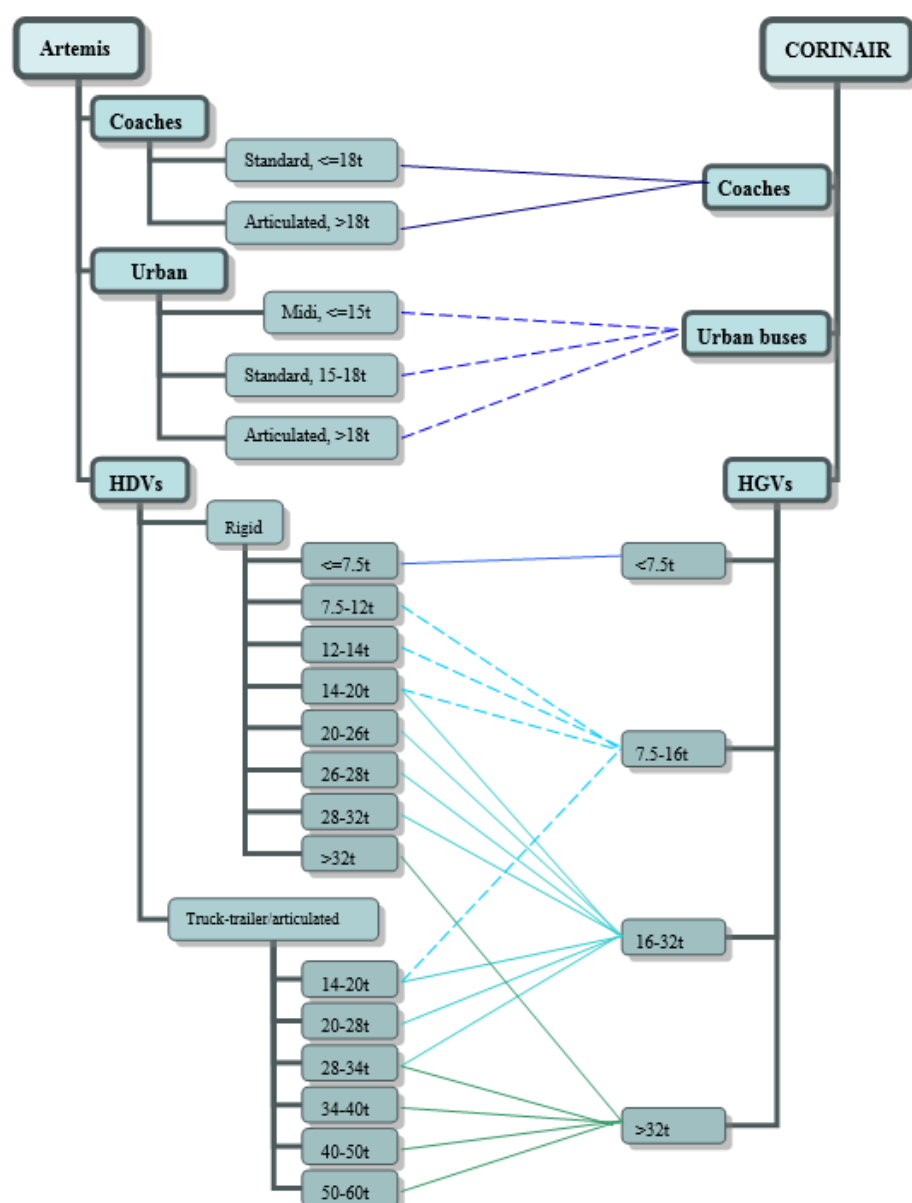 Artemis
CORINAIR
Coaches
Standard, <=18t
Coaches
Articulated, >18t
Urban
Midi, <=15t
Urban buses
Standard, 15-18t
Articulated, >18t
HDVs
HGVs
Rigid
<=7.5t
<7.5t
7.5-12t
12-14t
14-20t
20-26t
7.5-16t
26-28t
28-32t
>32t
Truck-trailer/articulated
16-32t
14-20t
20-28t
28-34t
34-40t
>32t
40-50t
50-60t